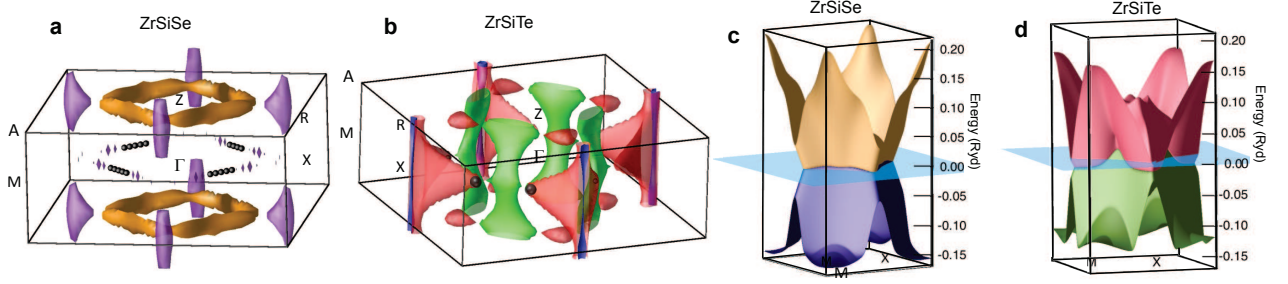 a ZrSiSe
A
M
Z
Γ
R
X
b ZrSiTe
A
M
R
X
Z
Γ
c ZrSiSe
0.20
0.15
0.10
0.05
0.00
-0.05
-0.10
-0.15
Energy (Ryd)
M
M
X
d ZrSiTe
0.20
0.15
0.10
0.05
0.00
-0.05
-0.10
-0.15
Energy (Ryd)
M
X